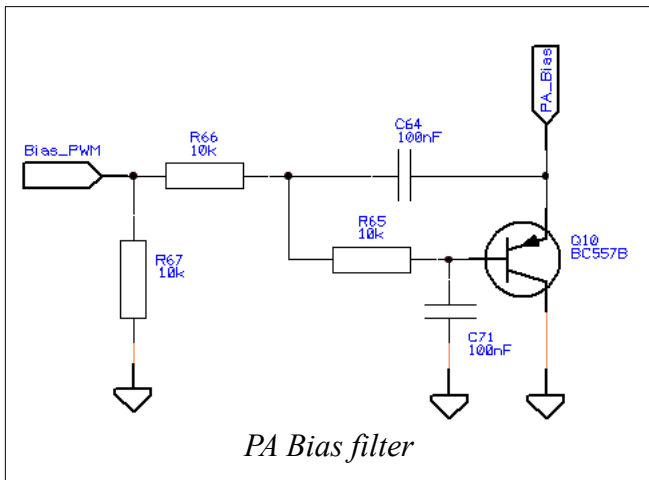 PA_Bias
C64
100nF
R66
10k
Bias_PWM
R65
10k
Q10
BC557B
R67
10k
C71
100nF
PA Bias filter